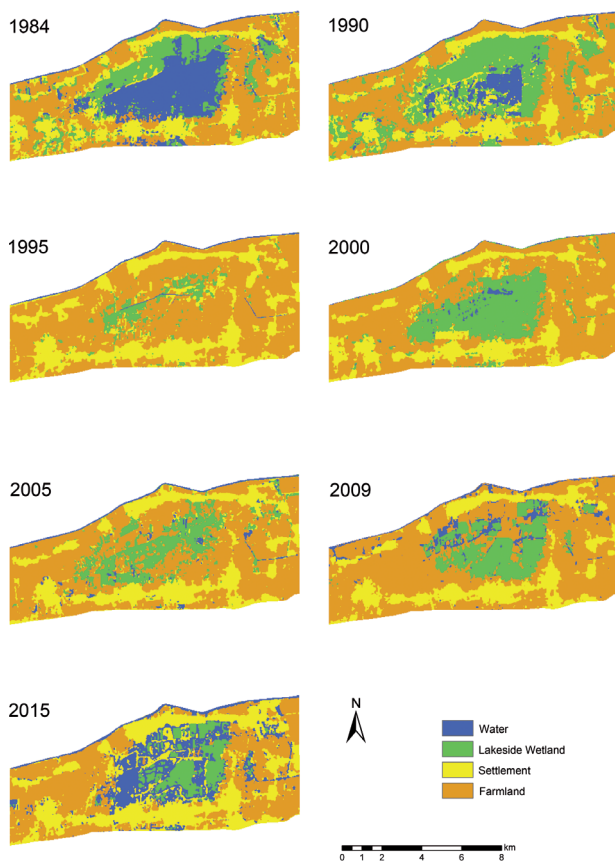 1984
1990
1995
2000
2005
2009
2015
N
Water
Lakeside Wetland
Settlement
Farmland
km
0 1 2 4 6 8